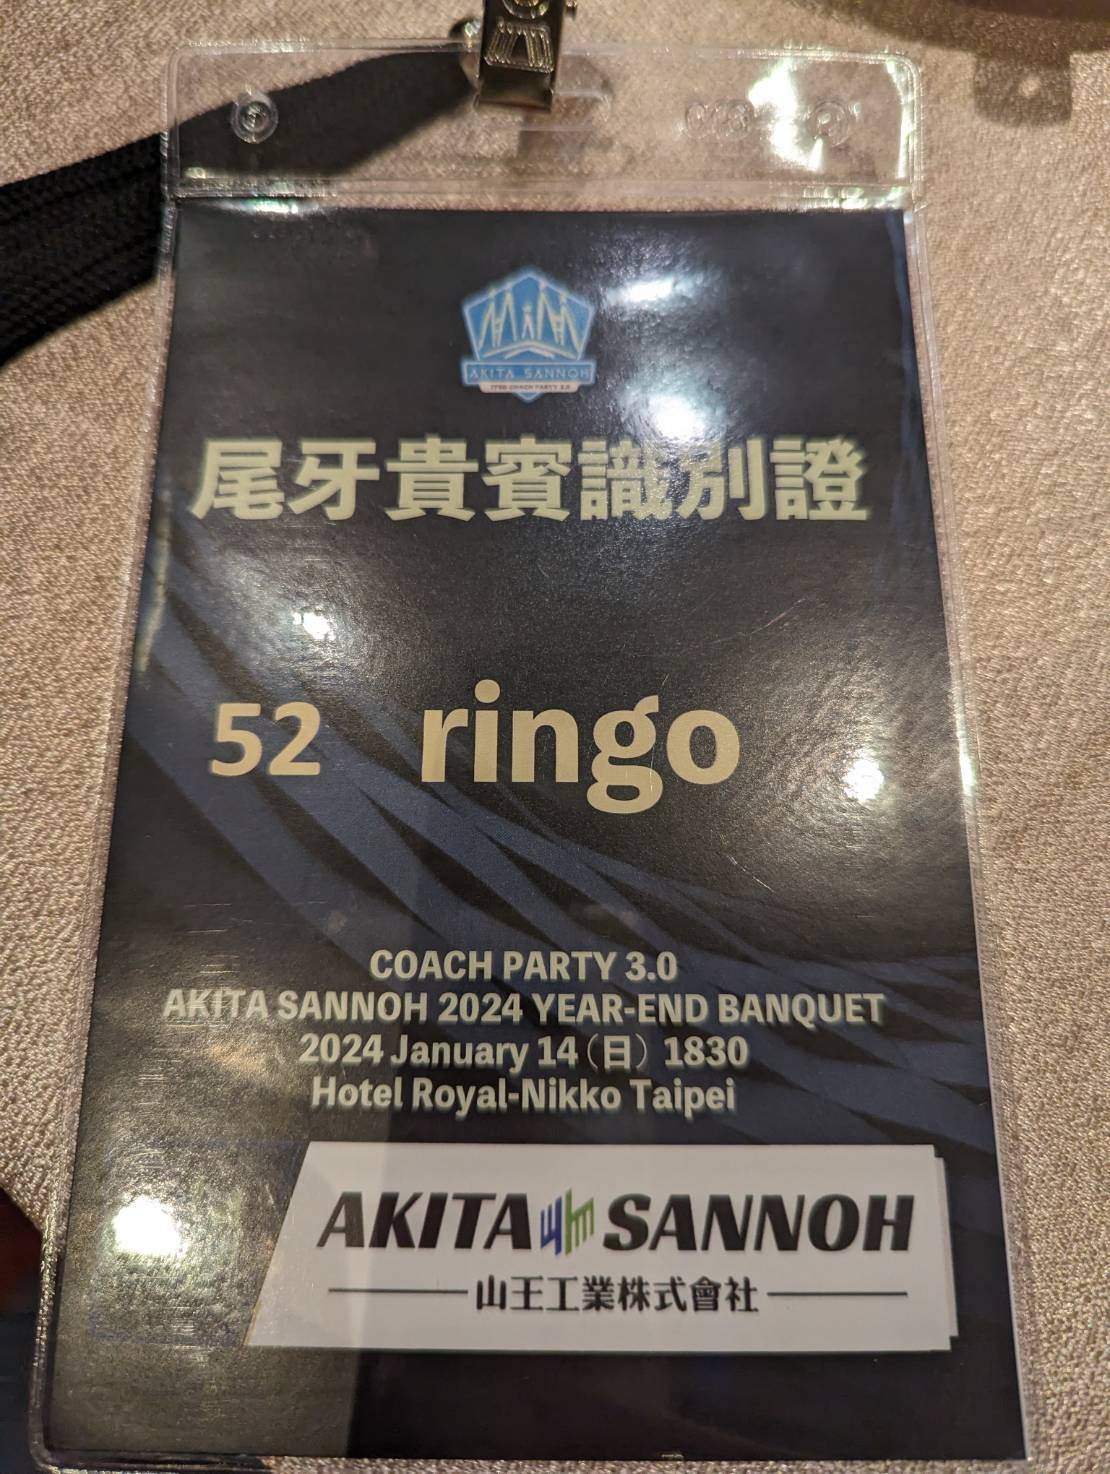 AKITA SANNOH
尾牙貴賓識別證
52 ringo
COACH PARTY 3.0
AKITA SANNOH 2024 YEAR-END BANQUET
2024 January 14（日）1830
Hotel Royal-Nikko Taipei
AKITA SANNOH
山王工業株式會社